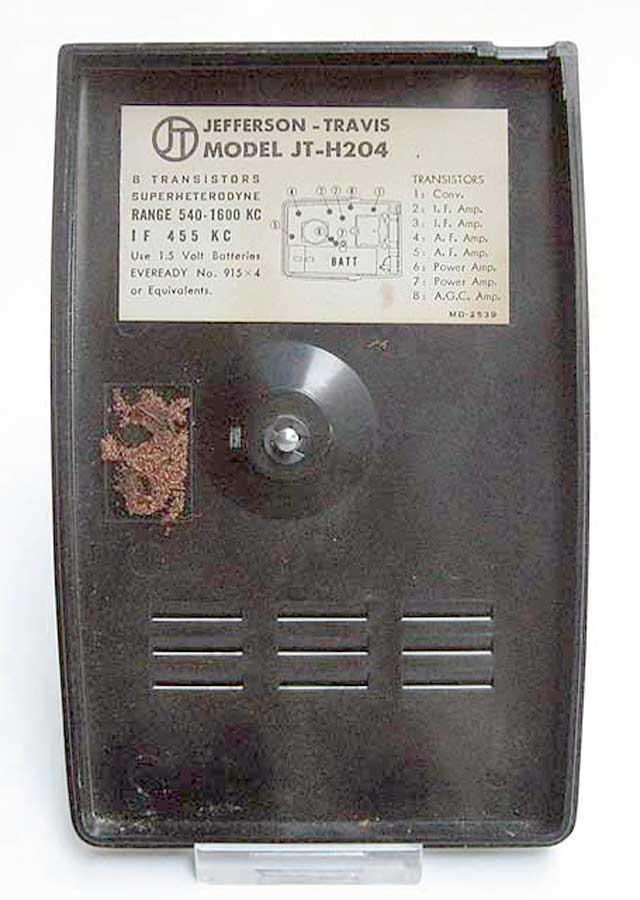 JT JEFFERSON - TRAVIS
MODEL JT-H204
8 TRANSISTORS
SUPERHETERODYNE
RANGE 540-1600 KC
IF 455 KC
Use 1.5 Volt Batteries
EVEREADY No. 915×4
or Equivalents.
BATT
TRANSISTORS
1: Conv.
2: I.F. Amp.
3: I.F. Amp.
4: A.F. Amp.
5: A.F. Amp.
6: Power Amp.
7: Power Amp.
8: A.G.C. Amp.
MD-2539